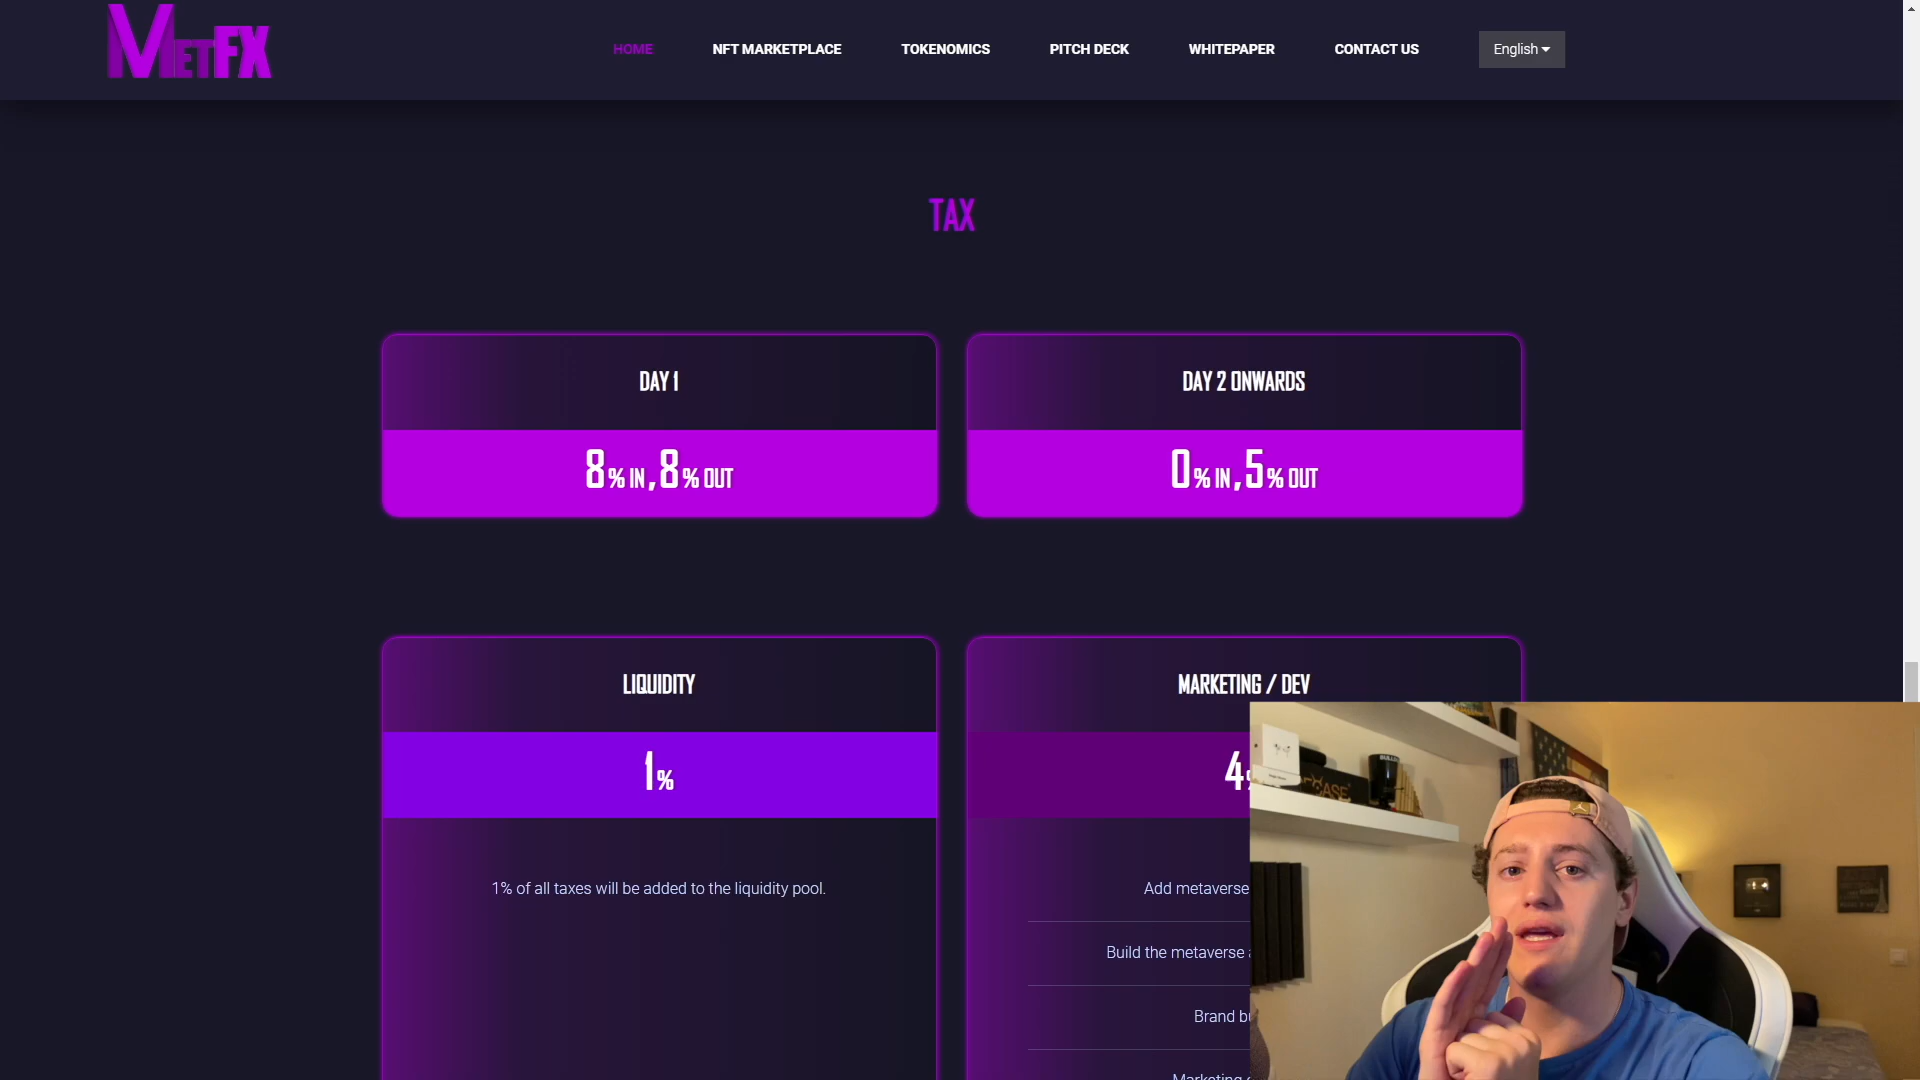 METFX
HOME
NFT MARKETPLACE
TOKENOMICS
PITCH DECK
WHITEPAPER
CONTACT US
English
TAX
DAY 1
8% IN, 8% OUT
DAY 2 ONWARDS
0% IN, 5% OUT
LIQUIDITY
1%
1% of all taxes will be added to the liquidity pool.
MARKETING / DEV
4%
Add metaverse
Build the metaverse
Brand
Marketing